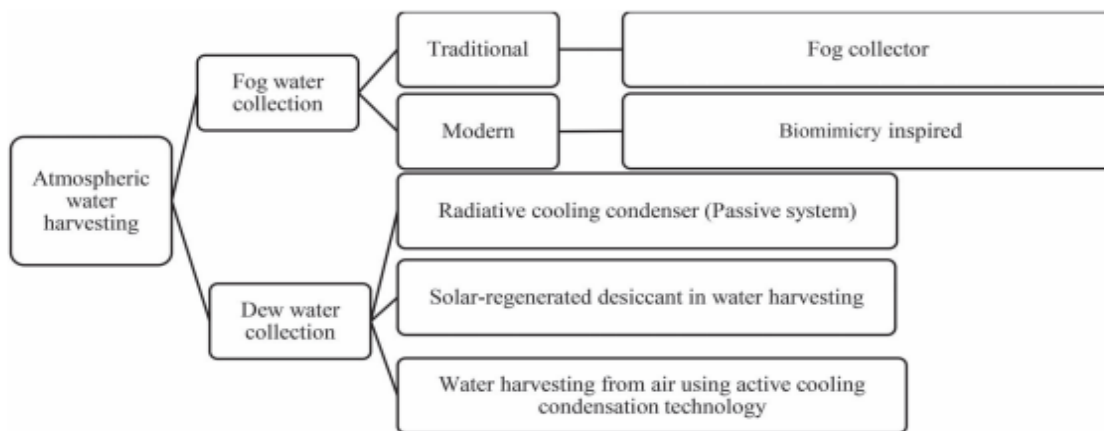 Atmospheric
water
harvesting
Fog water
collection
Traditional
Fog collector
Modern
Biomimicry inspired
Dew water
collection
Radiative cooling condenser (Passive system)
Solar-regenerated desiccant in water harvesting
Water harvesting from air using active cooling
condensation technology